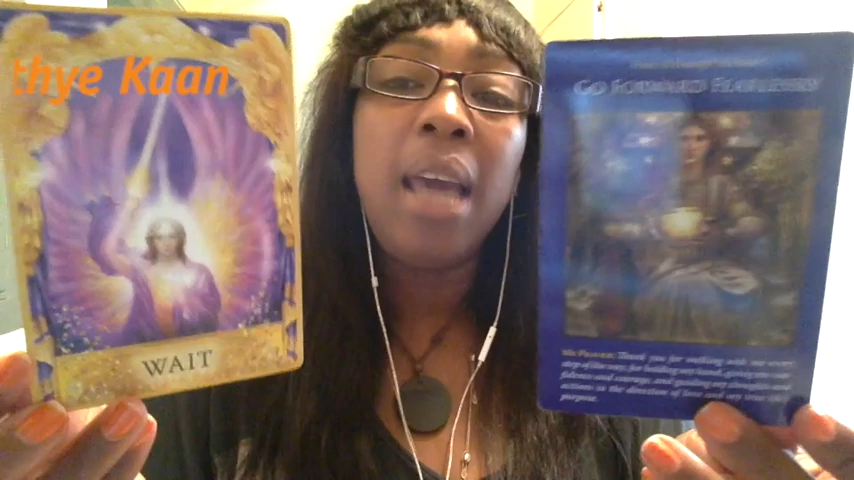 thye Kaan
WAIT
GO FORWARD FEARLESSLY
MY PRAYER: Thank you for walking with me every
step of the way, for holding my hand, giving me con-
fidence and courage, and guiding my thoughts and
actions in the direction of love and my true life's
purpose.